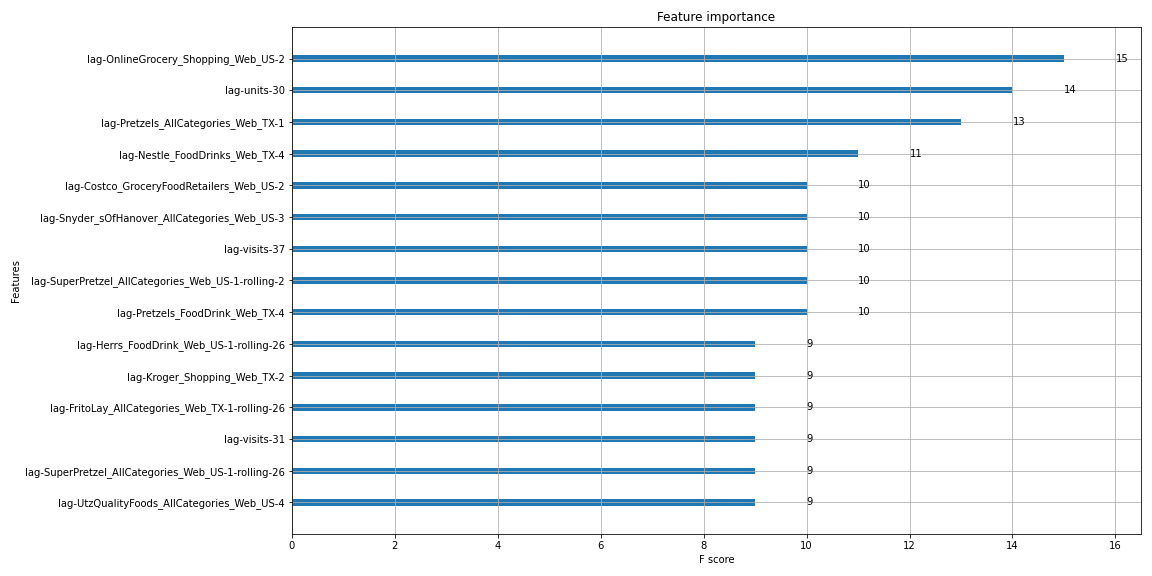 Feature importance
lag-OnlineGrocery_Shopping_Web_US-2 15
lag-units-30 14
lag-Pretzels_AllCategories_Web_TX-1 13
lag-Nestle_FoodDrinks_Web_TX-4 11
lag-Costco_GroceryFoodRetailers_Web_US-2 10
lag-Snyder_sOfHanover_AllCategories_Web_US-3 10
lag-visits-37 10
lag-SuperPretzel_AllCategories_Web_US-1-rolling-2 10
lag-Pretzels_FoodDrink_Web_TX-4 10
lag-Herrs_FoodDrink_Web_US-1-rolling-26 9
lag-Kroger_Shopping_Web_TX-2 9
lag-FritoLay_AllCategories_Web_TX-1-rolling-26 9
lag-visits-31 9
lag-SuperPretzel_AllCategories_Web_US-1-rolling-26 9
lag-UtzQualityFoods_AllCategories_Web_US-4 9
Features
0 2 4 6 8 10 12 14 16
F score